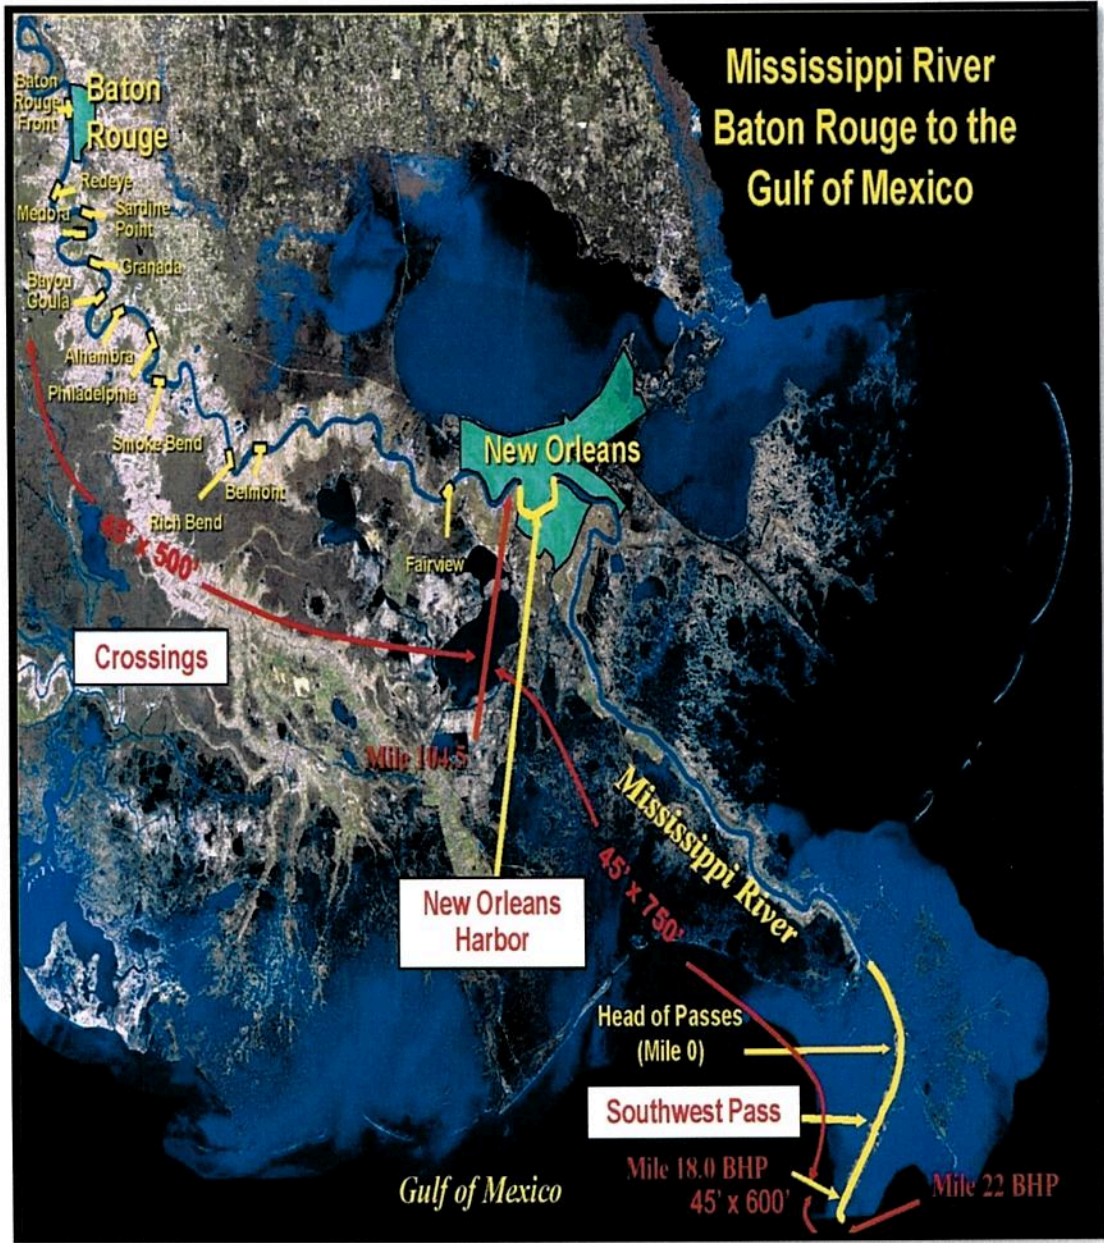 Mississippi River
Baton Rouge to the
Gulf of Mexico
Baton
Rouge
Front
Baton
Rouge
Redeye
Medora
Sardine
Point
Granada
Bayou
Goula
Alhambra
Philadelphia
Smoke Bend
Belmont
Rich Bend
Fairview
New Orleans
x 500'
Crossings
Mile 104.5
New Orleans
Harbor
45' x 750'
Mississippi River
Head of Passes
(Mile 0)
Southwest Pass
Mile 18.0 BHP
45' x 600'
Mile 22 BHP
Gulf of Mexico